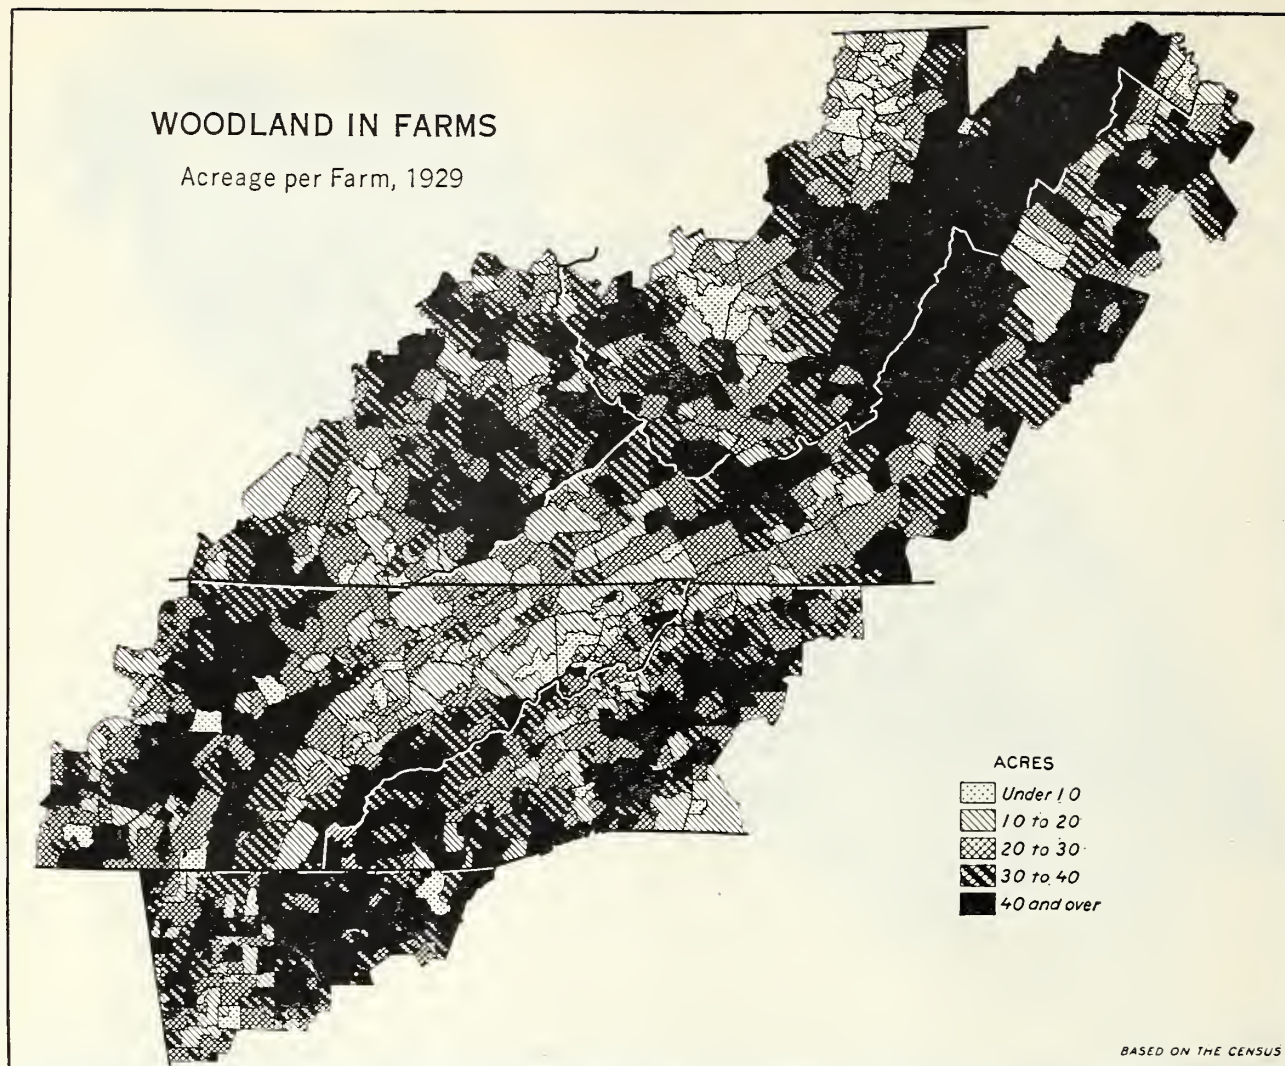 WOODLAND IN FARMS
Acreage per Farm, 1929
ACRES
Under 10
10 to 20
20 to 30
30 to 40
40 and over
BASED ON THE CENSUS